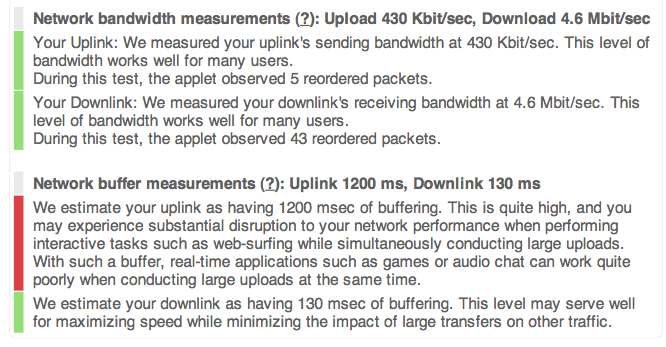 Network bandwidth measurements (?): Upload 430 Kbit/sec, Download 4.6 Mbit/sec
Your Uplink: We measured your uplink's sending bandwidth at 430 Kbit/sec. This level of
bandwidth works well for many users.
During this test, the applet observed 5 reordered packets.
Your Downlink: We measured your downlink's receiving bandwidth at 4.6 Mbit/sec. This
level of bandwidth works well for many users.
During this test, the applet observed 43 reordered packets.
Network buffer measurements (?): Uplink 1200 ms, Downlink 130 ms
We estimate your uplink as having 1200 msec of buffering. This is quite high, and you
may experience substantial disruption to your network performance when performing
interactive tasks such as web-surfing while simultaneously conducting large uploads.
With such a buffer, real-time applications such as games or audio chat can work quite
poorly when conducting large uploads at the same time.
We estimate your downlink as having 130 msec of buffering. This level may serve well
for maximizing speed while minimizing the impact of large transfers on other traffic.